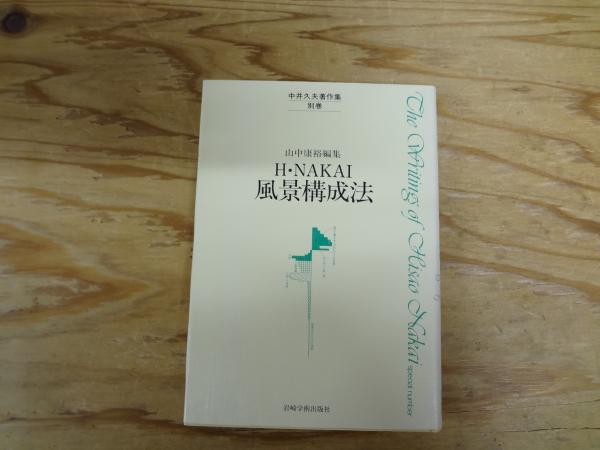 中井久夫著作集
別巻
山中康裕編集
H・NAKAI
風景構成法
岩崎学術出版社
The Writings of Hisao Nakai
special number